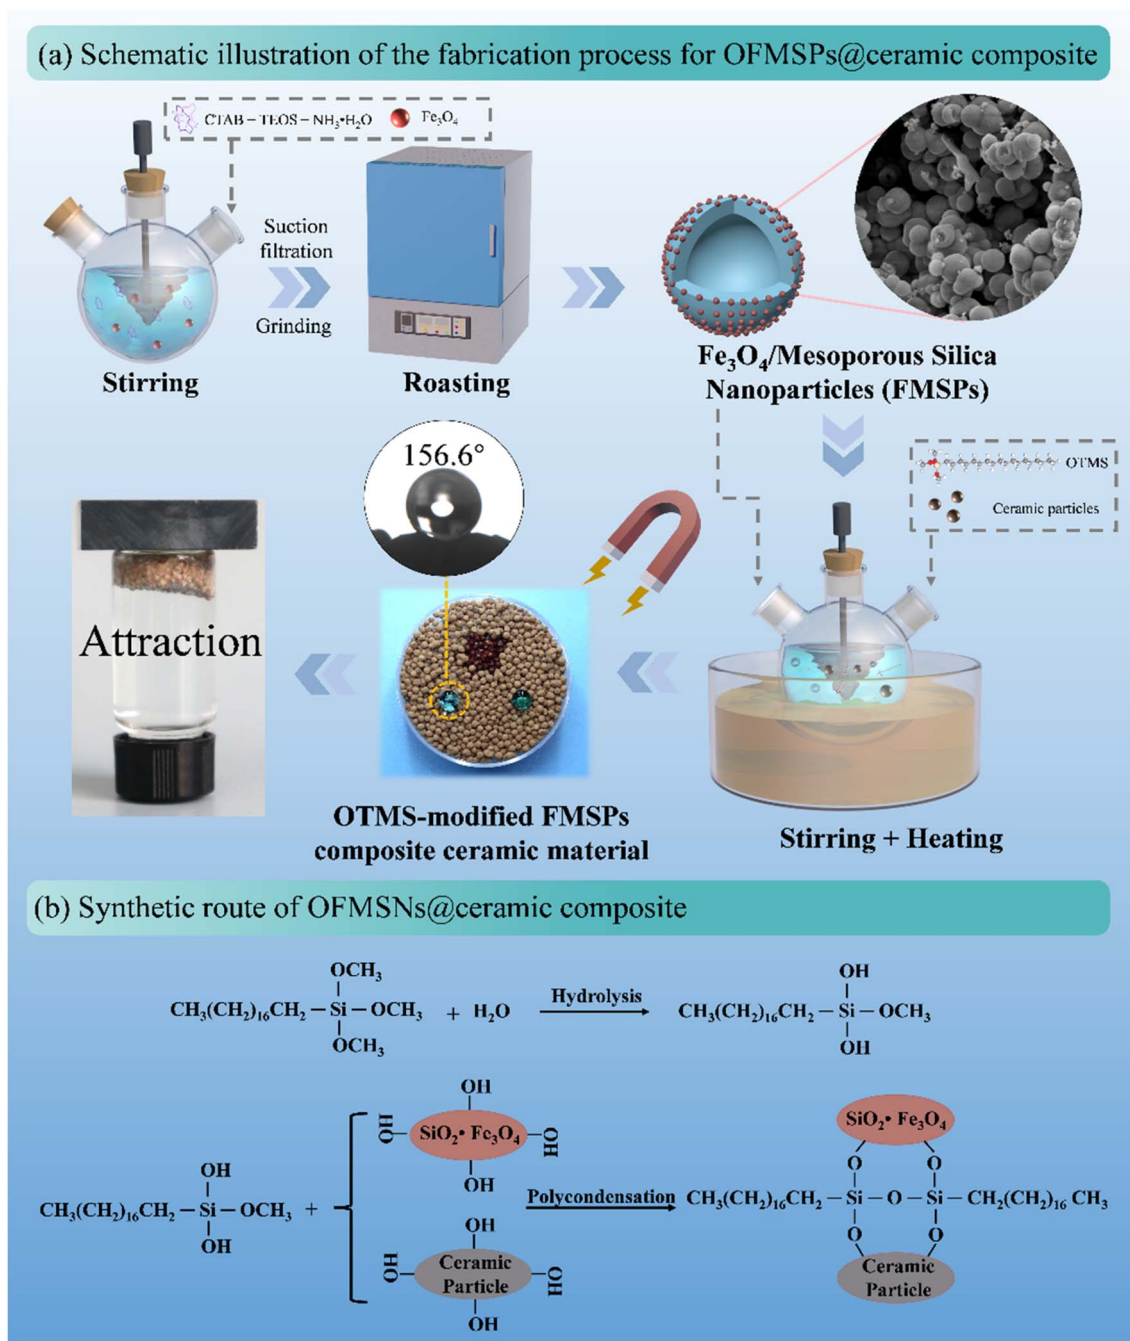 (a) Schematic illustration of the fabrication process for OFMSPs@ceramic composite
CTAB – TEOS – NH₃•H₂O Fe₃O₄
Suction
filtration
Grinding
Stirring
Roasting
Fe₃O₄/Mesoporous Silica
Nanoparticles (FMSPs)
OTMS
Ceramic particles
156.6°
Attraction
OTMS-modified FMSPs
composite ceramic material
Stirring + Heating
(b) Synthetic route of OFMSNs@ceramic composite
OCH₃
CH₃(CH₂)₁₆CH₂ – Si – OCH₃ + H₂O Hydrolysis
OCH₃
OH
CH₃(CH₂)₁₆CH₂ – Si – OCH₃
OH
OH
CH₃(CH₂)₁₆CH₂ – Si – OCH₃ +
OH
OH
OH SiO₂• Fe₃O₄ OH
OH
OH
OH Ceramic OH
Particle
OH
Polycondensation
SiO₂• Fe₃O₄
O O
CH₃(CH₂)₁₆CH₂ – Si – O – Si – CH₂(CH₂)₁₆ CH₃
O O
Ceramic
Particle